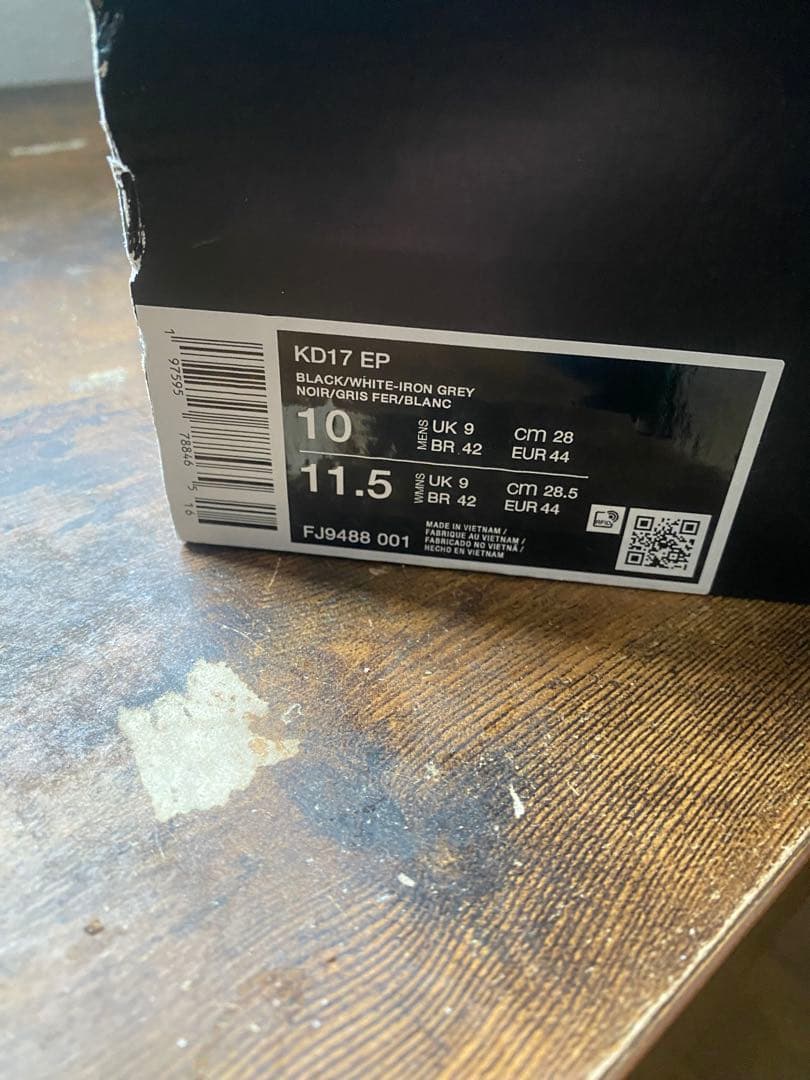 KD17 EP
BLACK/WHITE-IRON GREY
NOIR/GRIS FER/BLANC
10 MENS UK 9 cm 28
BR 42 EUR 44
11.5 WMNS UK 9 cm 28.5
BR 42 EUR 44
FJ9488 001
MADE IN VIETNAM /
FABRIQUE AU VIETNAM /
FABRICADO NO VIETNÃ /
HECHO EN VIETNAM
RFID
1 97595 78846 5 16